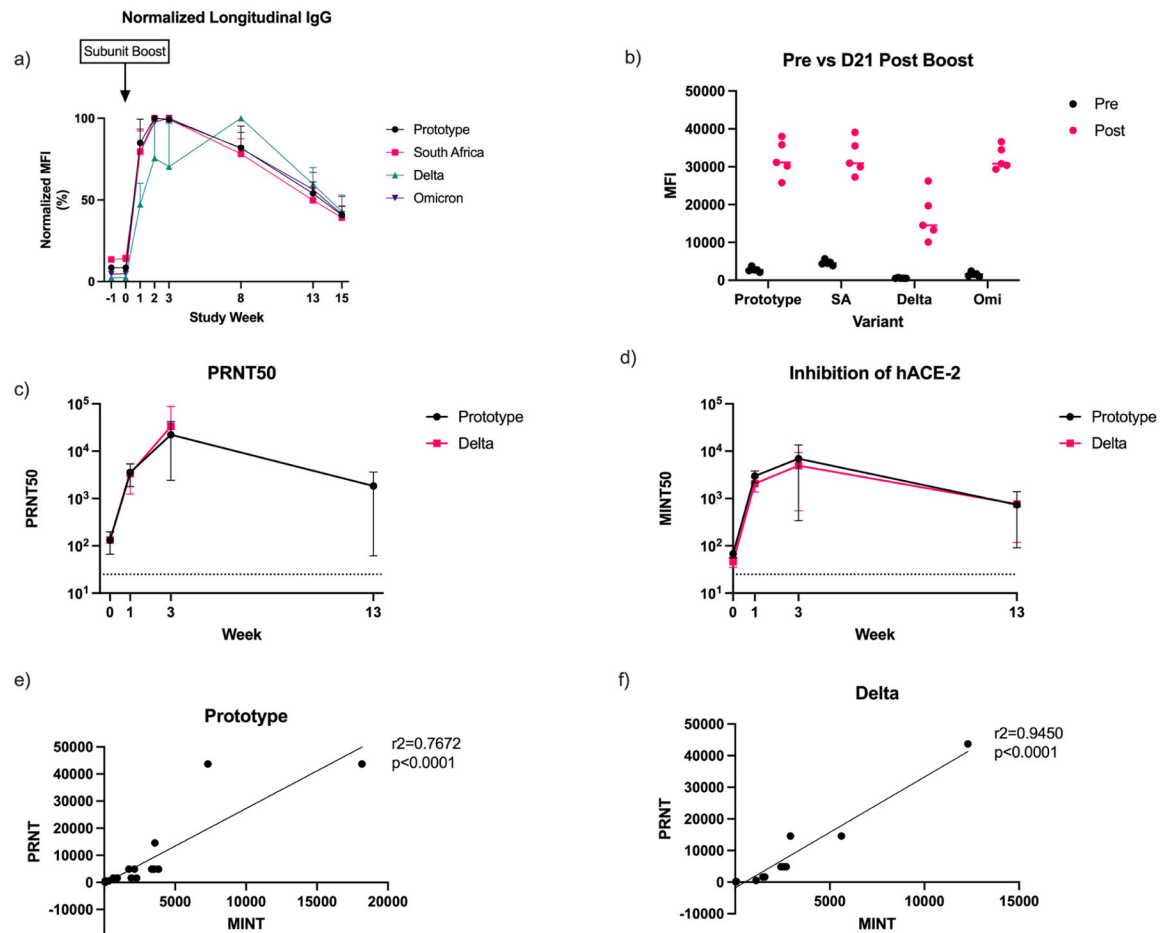 Normalized Longitudinal IgG
Subunit Boost
a)
100
50
0
Normalized MFI
(%)
-1 0 1 2 3 8 13 15
Study Week
Prototype
South Africa
Delta
Omicron
b)
Pre vs D21 Post Boost
50000
40000
30000
20000
10000
0
MFI
Prototype SA Delta Omi
Variant
Pre
Post
c)
PRNT50
10^5
10^4
10^3
10^2
10^1
PRNT50
0 1 3 13
Week
Prototype
Delta
d)
Inhibition of hACE-2
10^5
10^4
10^3
10^2
10^1
MINT50
0 1 3 13
Week
Prototype
Delta
e)
Prototype
r2=0.7672
p<0.0001
50000
40000
30000
20000
10000
0
-10000
PRNT
5000 10000 15000 20000
MINT
f)
Delta
r2=0.9450
p<0.0001
50000
40000
30000
20000
10000
0
-10000
PRNT
5000 10000 15000
MINT